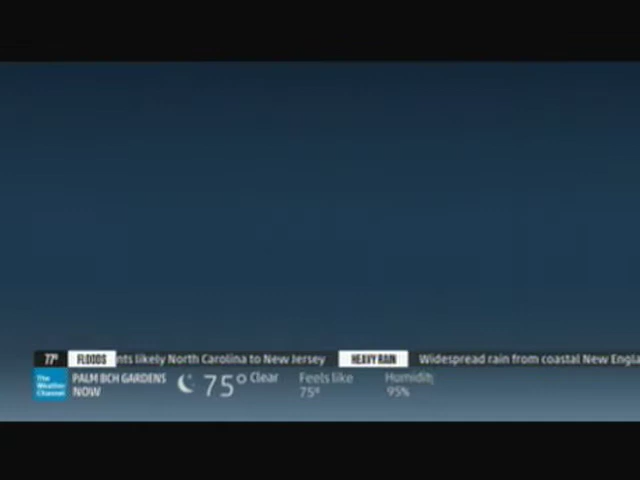 77° FLOODS nts likely North Carolina to New Jersey HEAVY RAIN Widespread rain from coastal New Engla
The Weather Channel
PALM BCH GARDENS
NOW
75° Clear
Feels like
75°
Humidity
95%